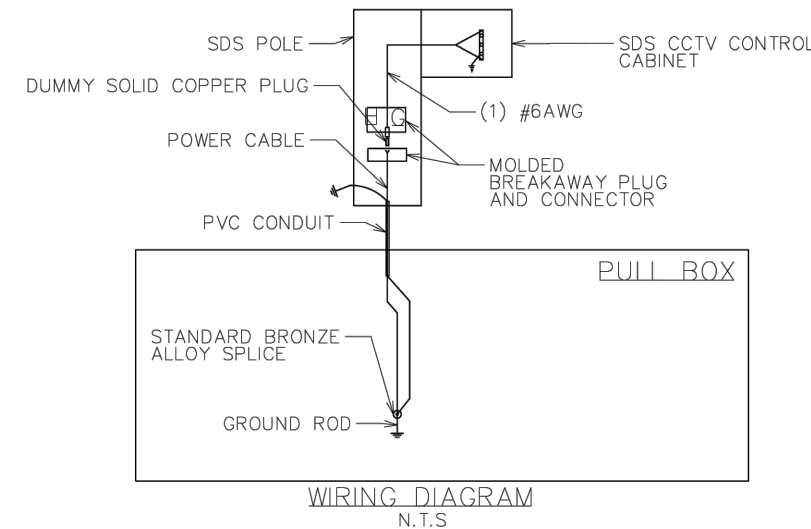 SDS POLE
SDS CCTV CONTROL
CABINET
DUMMY SOLID COPPER PLUG
(1) #6AWG
POWER CABLE
MOLDED
BREAKAWAY PLUG
AND CONNECTOR
PVC CONDUIT
PULL BOX
STANDARD BRONZE
ALLOY SPLICE
GROUND ROD
WIRING DIAGRAM
N.T.S